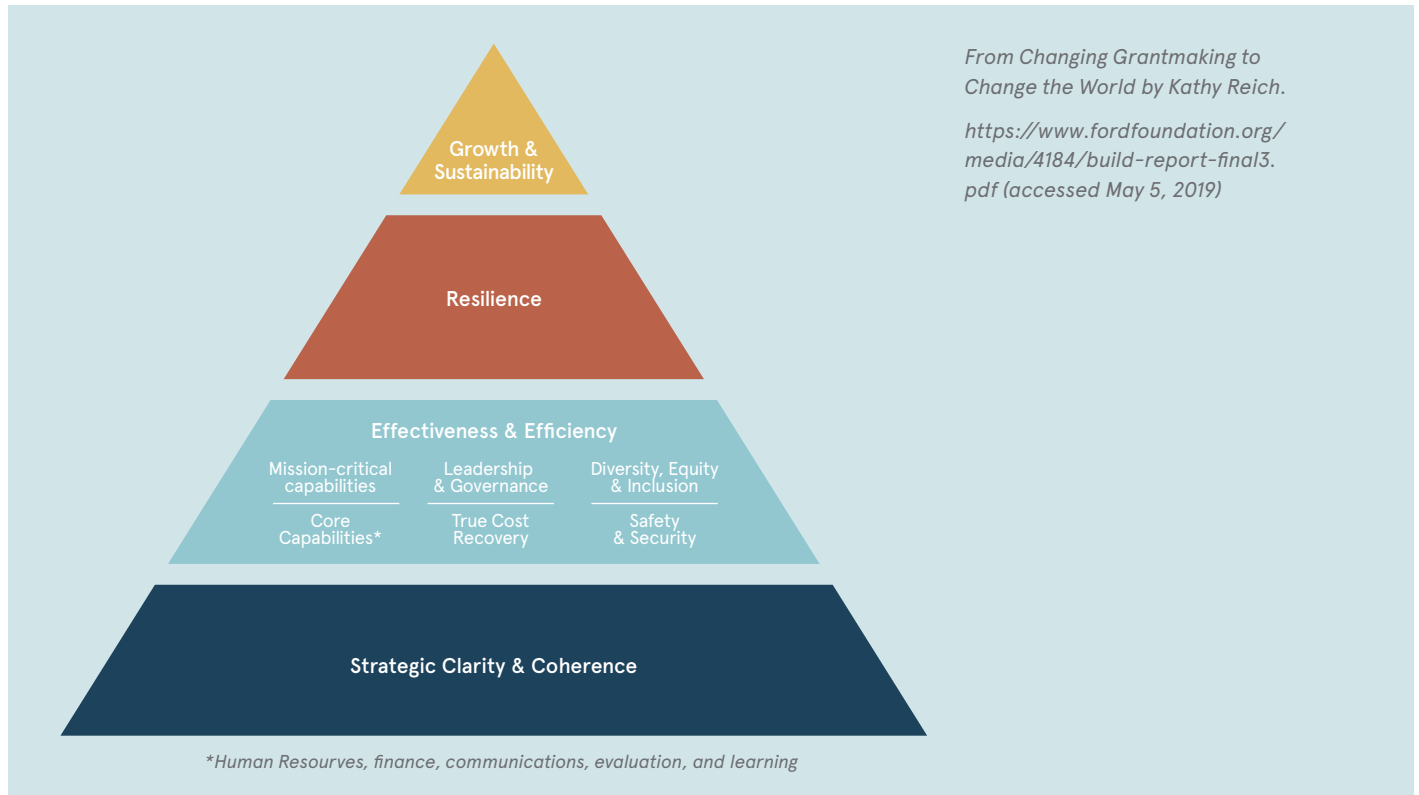 Growth &
Sustainability
Resilience
Effectiveness & Efficiency
Mission-critical
capabilities
Core
Capabilities*
Leadership
& Governance
True Cost
Recovery
Diversity, Equity
& Inclusion
Safety
& Security
Strategic Clarity & Coherence
*Human Resourves, finance, communications, evaluation, and learning
From Changing Grantmaking to
Change the World by Kathy Reich.
https://www.fordfoundation.org/
media/4184/build-report-final3.
pdf (accessed May 5, 2019)